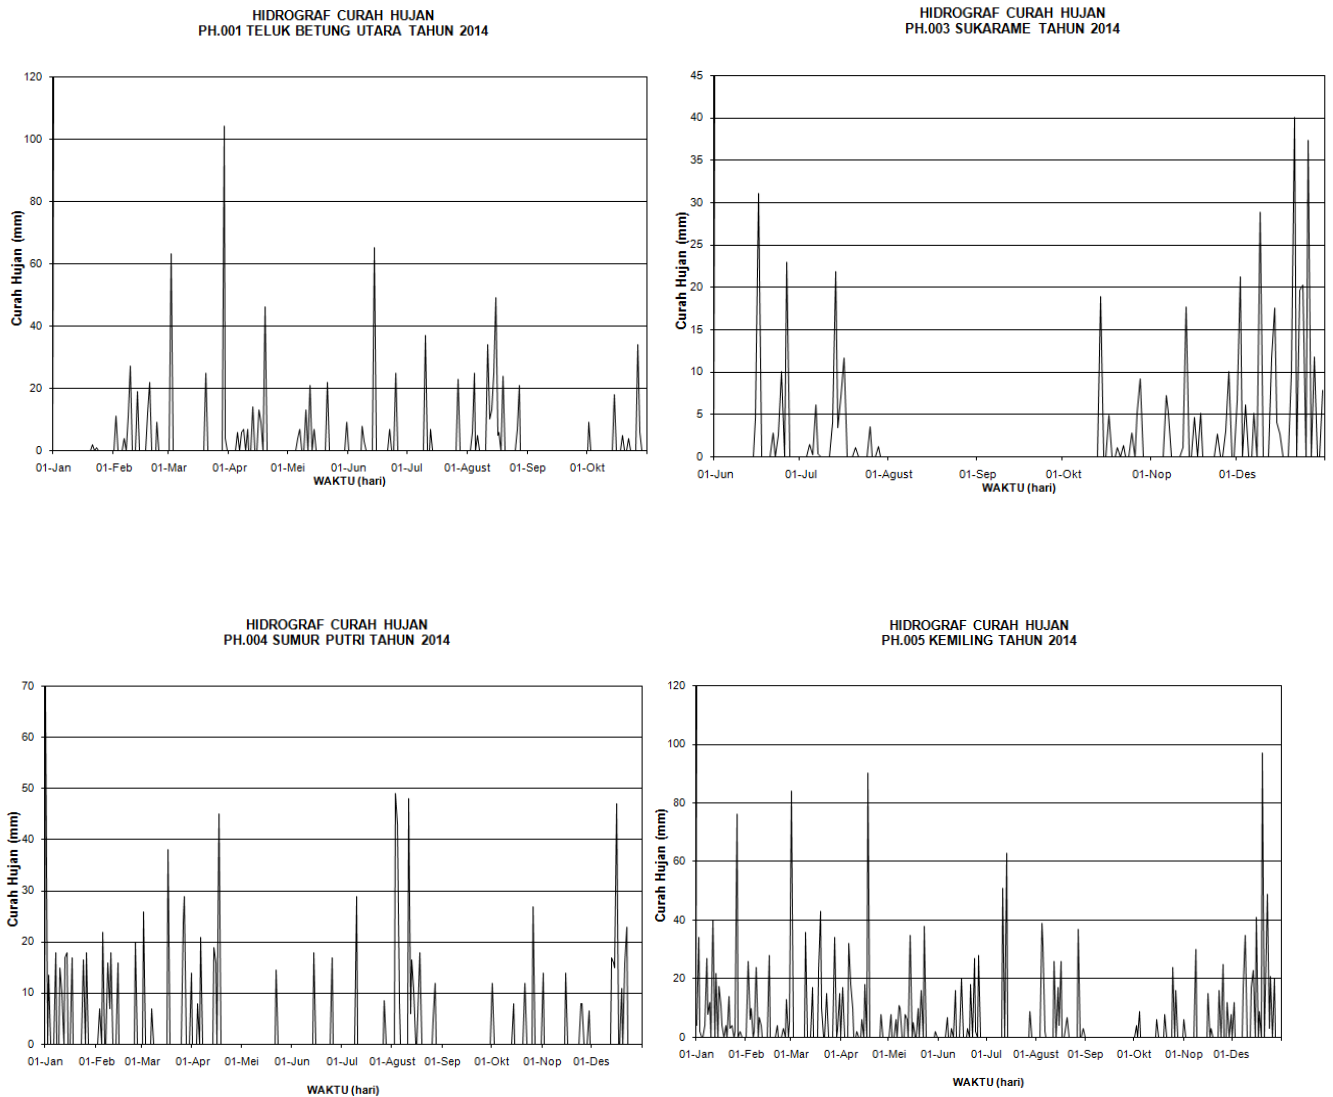 HIDROGRAF CURAH HUJAN
PH.001 TELUK BETUNG UTARA TAHUN 2014
120
100
80
60
40
20
0
Curah Hujan (mm)
01-Jan 01-Feb 01-Mar 01-Apr 01-Mei 01-Jun 01-Jul 01-Agust 01-Sep 01-Okt
WAKTU (hari)
HIDROGRAF CURAH HUJAN
PH.003 SUKARAME TAHUN 2014
45
40
35
30
25
20
15
10
5
0
Curah Hujan (mm)
01-Jun 01-Jul 01-Agust 01-Sep 01-Okt 01-Nop 01-Des
WAKTU (hari)
HIDROGRAF CURAH HUJAN
PH.004 SUMUR PUTRI TAHUN 2014
70
60
50
40
30
20
10
0
Curah Hujan (mm)
01-Jan 01-Feb 01-Mar 01-Apr 01-Mei 01-Jun 01-Jul 01-Agust 01-Sep 01-Okt 01-Nop 01-Des
WAKTU (hari)
HIDROGRAF CURAH HUJAN
PH.005 KEMILING TAHUN 2014
120
100
80
60
40
20
0
Curah Hujan (mm)
01-Jan 01-Feb 01-Mar 01-Apr 01-Mei 01-Jun 01-Jul 01-Agust 01-Sep 01-Okt 01-Nop 01-Des
WAKTU (hari)